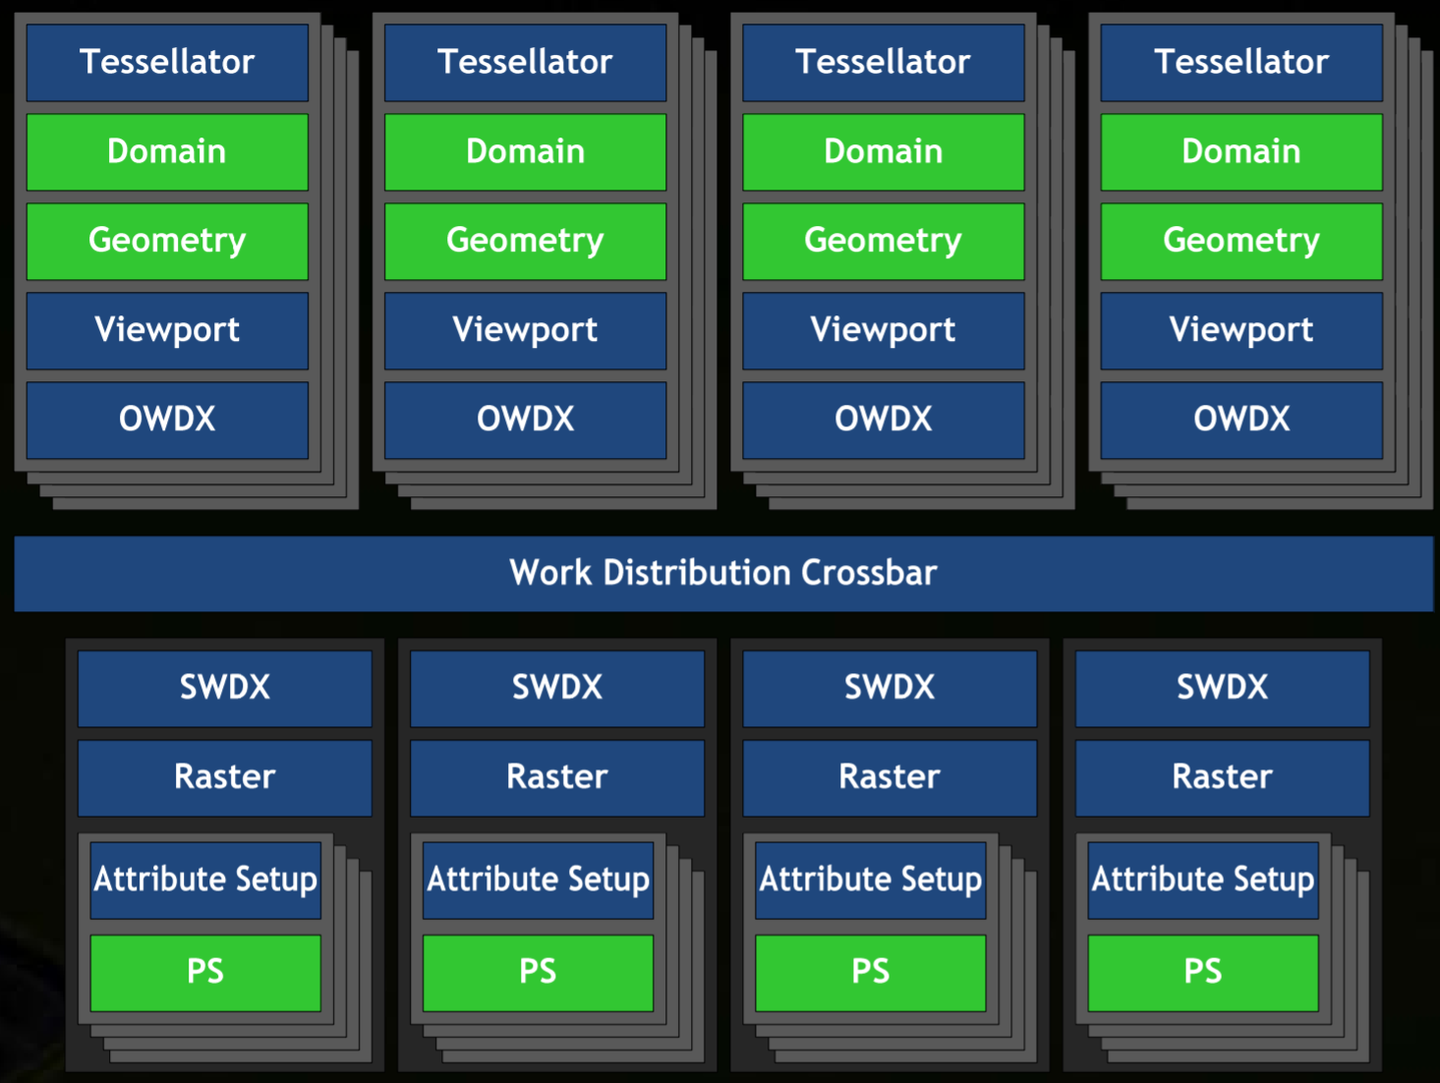 Tessellator Tessellator Tessellator Tessellator
Domain Domain Domain Domain
Geometry Geometry Geometry Geometry
Viewport Viewport Viewport Viewport
OWDX OWDX OWDX OWDX
Work Distribution Crossbar
SWDX SWDX SWDX SWDX
Raster Raster Raster Raster
Attribute Setup Attribute Setup Attribute Setup Attribute Setup
PS PS PS PS